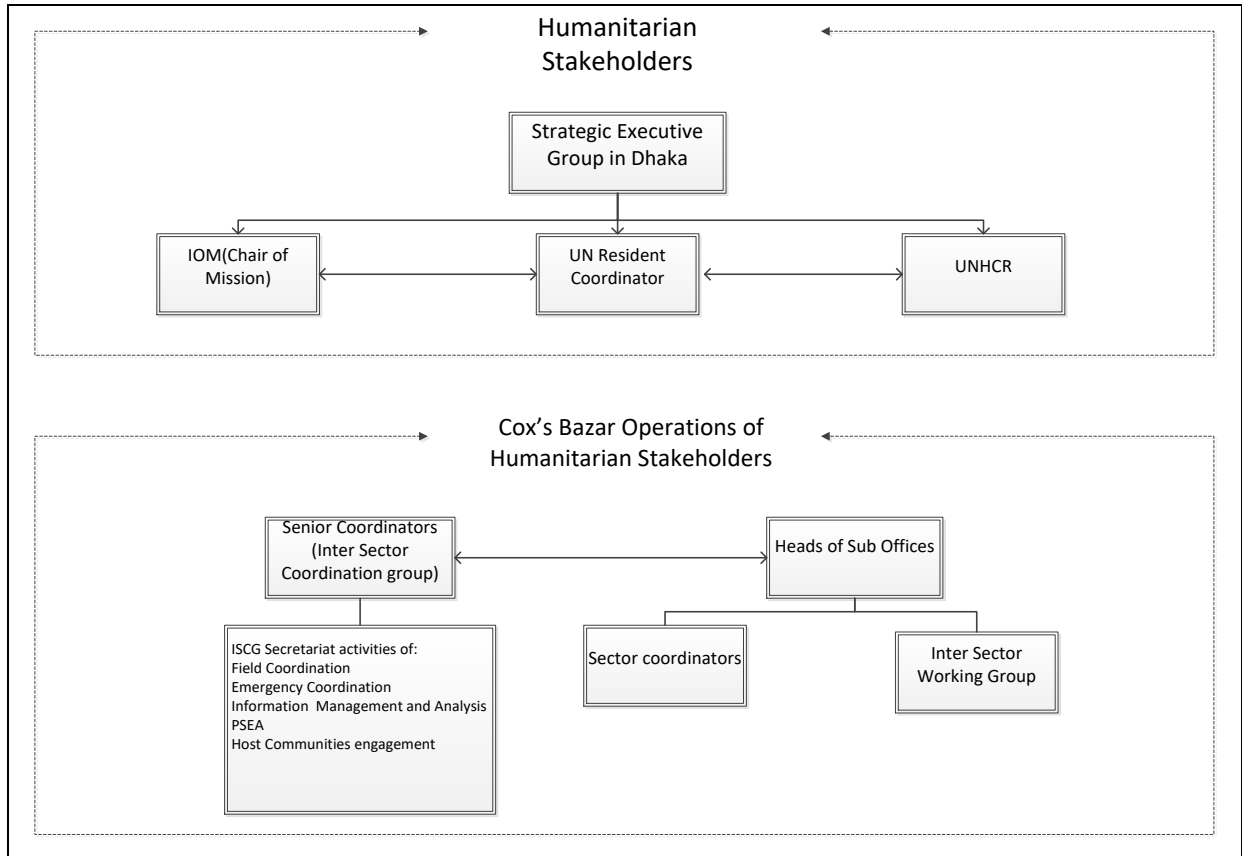 Humanitarian
Stakeholders
Strategic Executive
Group in Dhaka
IOM(Chair of
Mission)
UN Resident
Coordinator
UNHCR
Cox’s Bazar Operations of
Humanitarian Stakeholders
Senior Coordinators
(Inter Sector
Coordination group)
Heads of Sub Offices
ISCG Secretariat activities of:
Field Coordination
Emergency Coordination
Information Management and Analysis
PSEA
Host Communities engagement
Sector coordinators
Inter Sector
Working Group